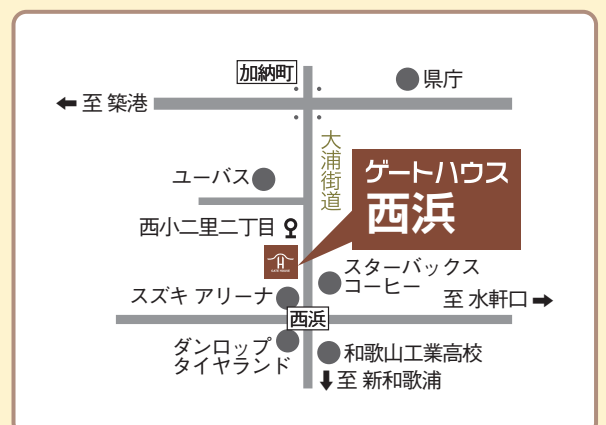 加納町
県庁
至 築港
大浦街道
ユーバス
ゲートハウス
西浜
西小二里二丁目
スターバックス
コーヒー
スズキ アリーナ
至 水軒口
西浜
ダンロップ
タイヤランド
和歌山工業高校
至 新和歌浦